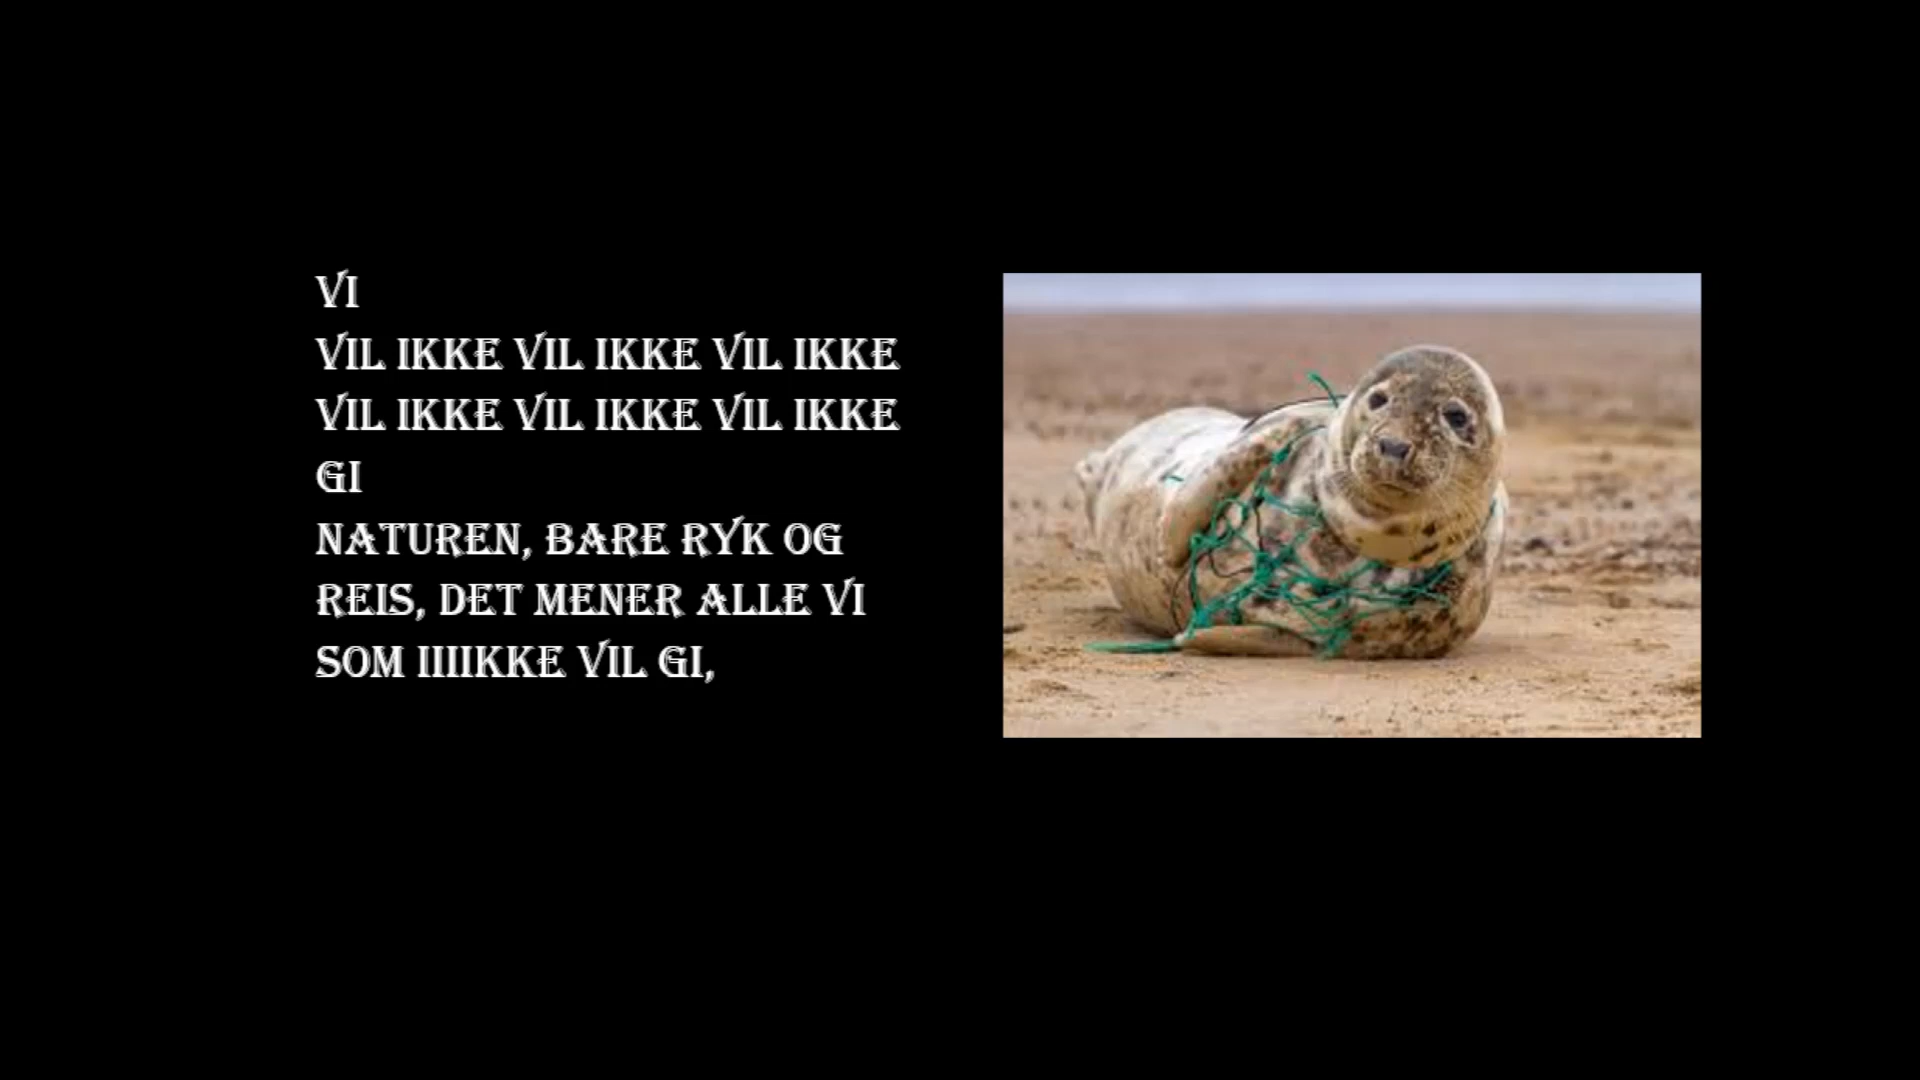 VI
VIL IKKE VIL IKKE VIL IKKE
VIL IKKE VIL IKKE VIL IKKE
GI
NATUREN, BARE RYK OG
REIS, DET MENER ALLE VI
SOM IIIIKKE VIL GI,